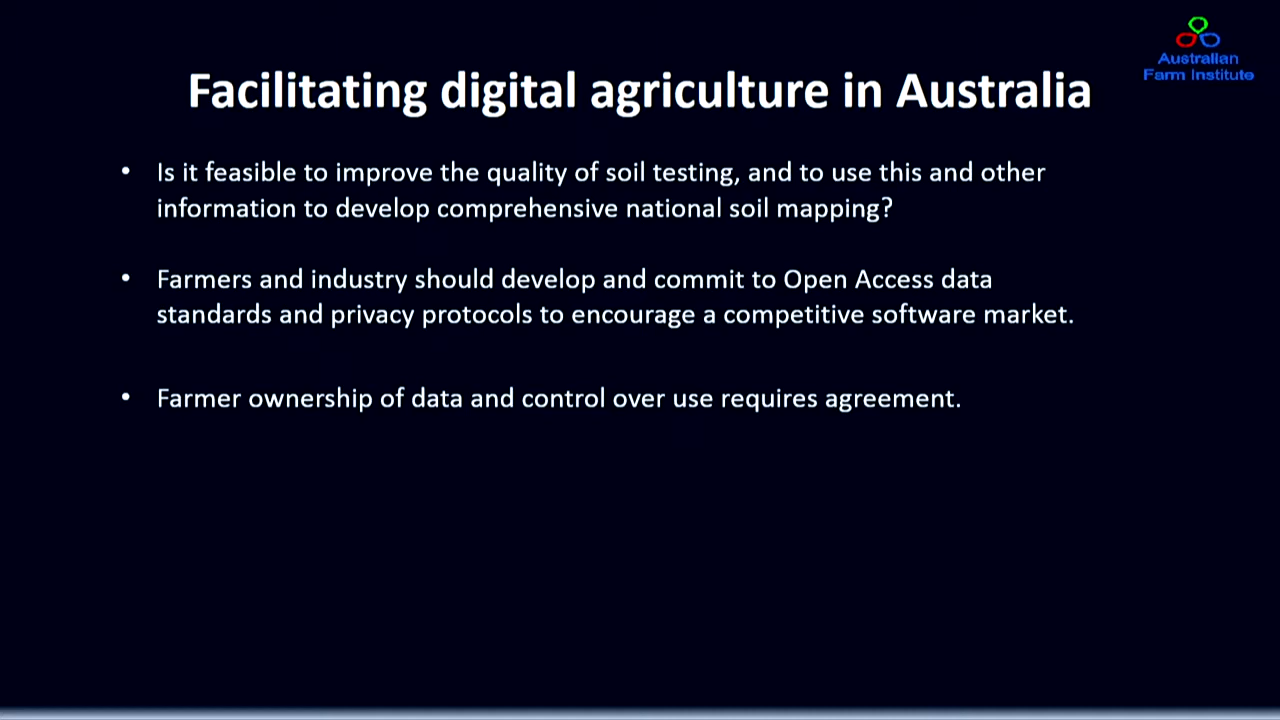 Australian
Farm Institute
Facilitating digital agriculture in Australia
• Is it feasible to improve the quality of soil testing, and to use this and other
information to develop comprehensive national soil mapping?
• Farmers and industry should develop and commit to Open Access data
standards and privacy protocols to encourage a competitive software market.
• Farmer ownership of data and control over use requires agreement.